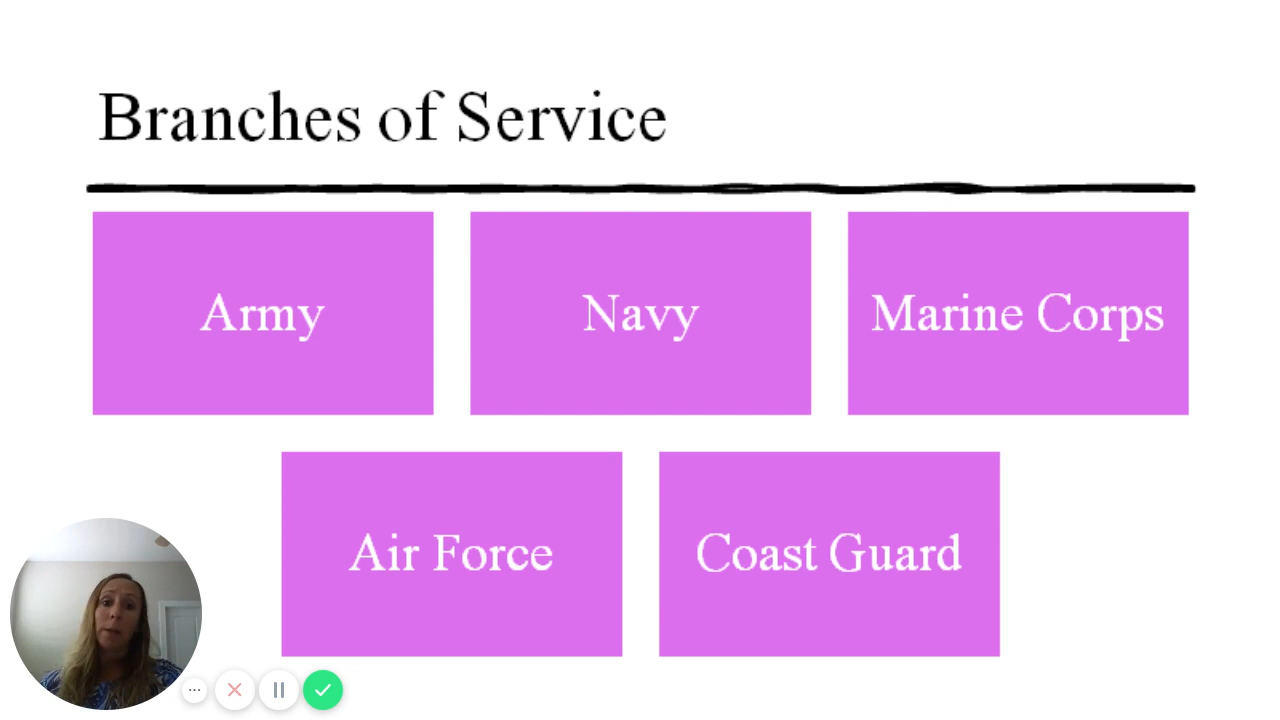 Branches of Service
Army
Navy
Marine Corps
Air Force
Coast Guard